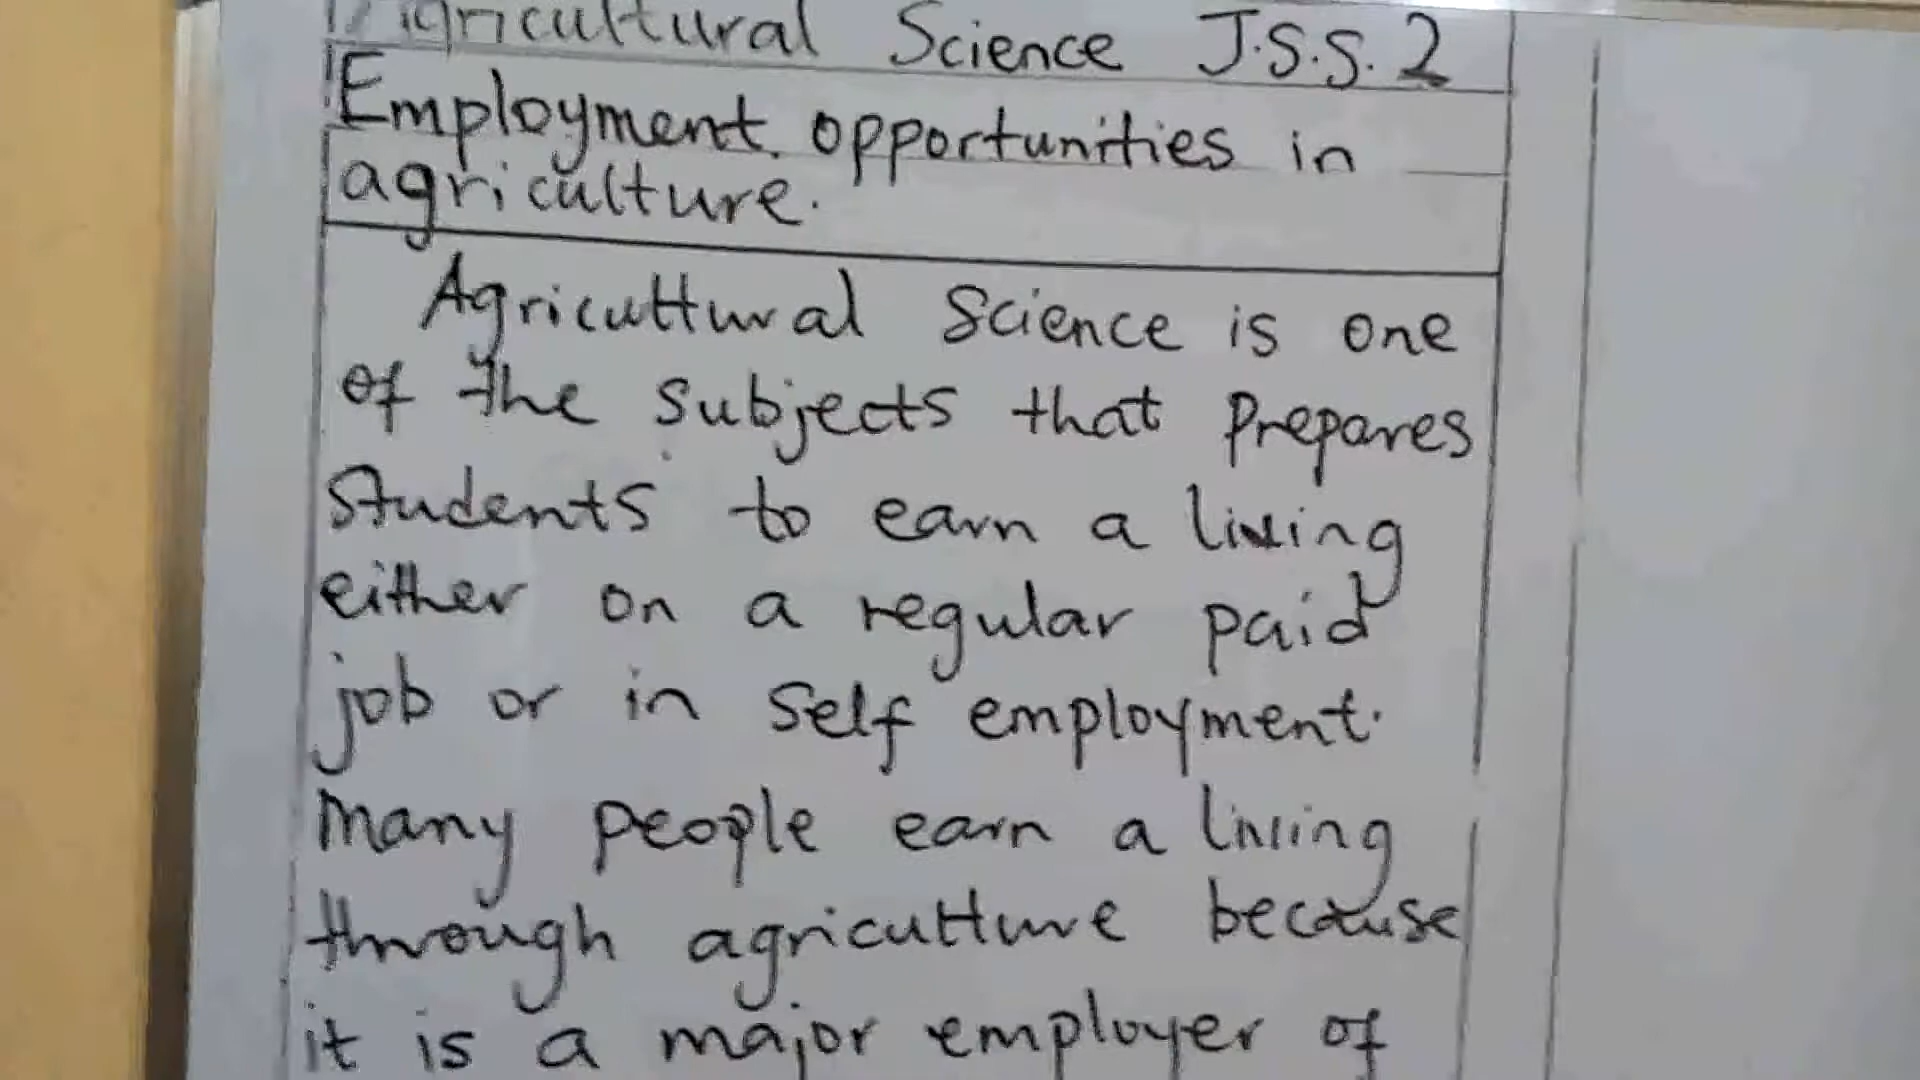 Agricultural Science J.S.S. 2
Employment opportunities in
agriculture.
Agricultural Science is one
of the subjects that prepares
students to earn a living
either on a regular paid
job or in self employment.
Many people earn a living
through agriculture because
it is a major employer of